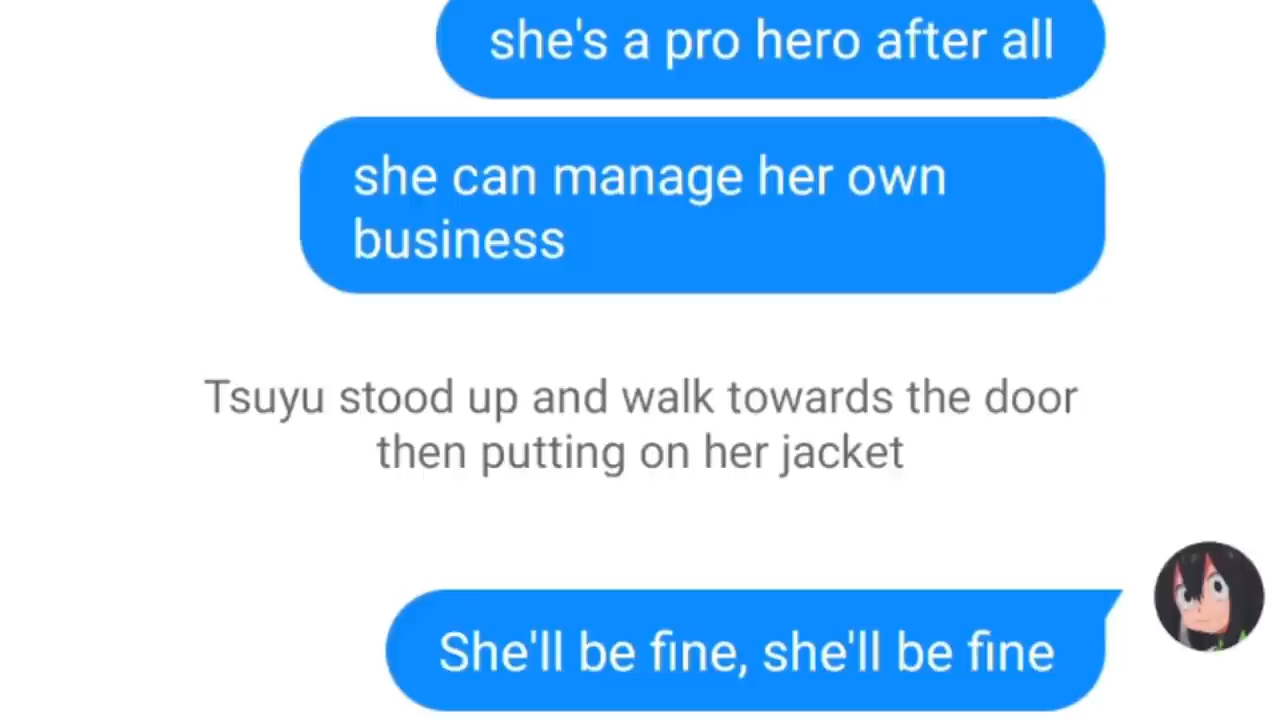 she's a pro hero after all
she can manage her own
business
Tsuyu stood up and walk towards the door
then putting on her jacket
She'll be fine, she'll be fine